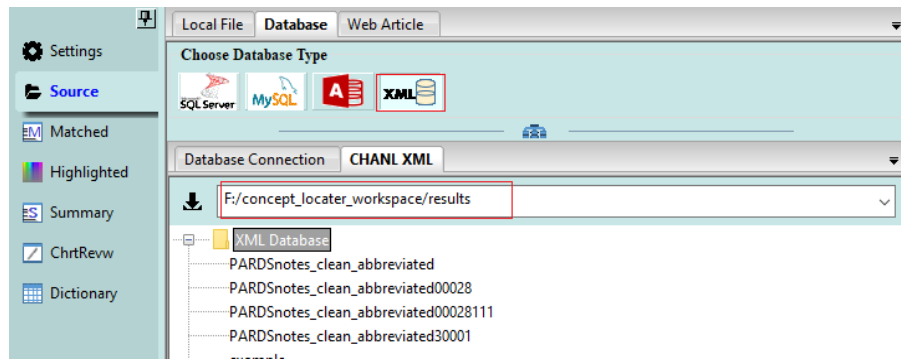 Local File Database Web Article
Settings
Choose Database Type
Source
SQL Server MySQL A XML
Matched
Database Connection CHANL XML
Highlighted
F:/concept_locater_workspace/results
Summary
XML Database
ChrtRevw
PARDSnotes_clean_abbreviated
PARDSnotes_clean_abbreviated00028
Dictionary
PARDSnotes_clean_abbreviated00028111
PARDSnotes_clean_abbreviated30001